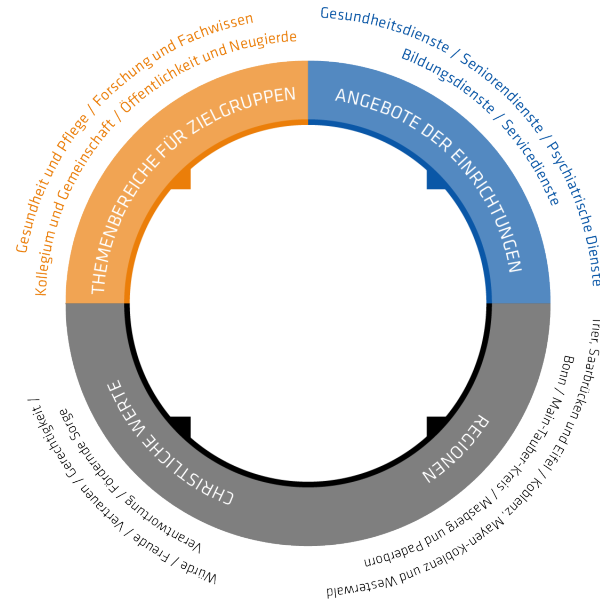 Gesundheit und Pflege / Forschung und Fachwissen
Kollegium und Gemeinschaft / Öffentlichkeit und Neugierde
THEMENBEREICHE FÜR ZIELGRUPPEN
Gesundheitsdienste / Seniorendienste / Psychiatrische Dienste
Bildungsdienste / Servicedienste
ANGEBOTE DER EINRICHTUNGEN
Trier, Saarbrücken und Eifel / Koblenz, Mayen-Koblenz und Westerwald
Bonn / Main-Tauber-Kreis / Masberg und Paderborn
REGIONEN
Würde / Freude / Vertrauen / Gerechtigkeit /
Verantwortung / Fördernde Sorge
CHRISTLICHE WERTE